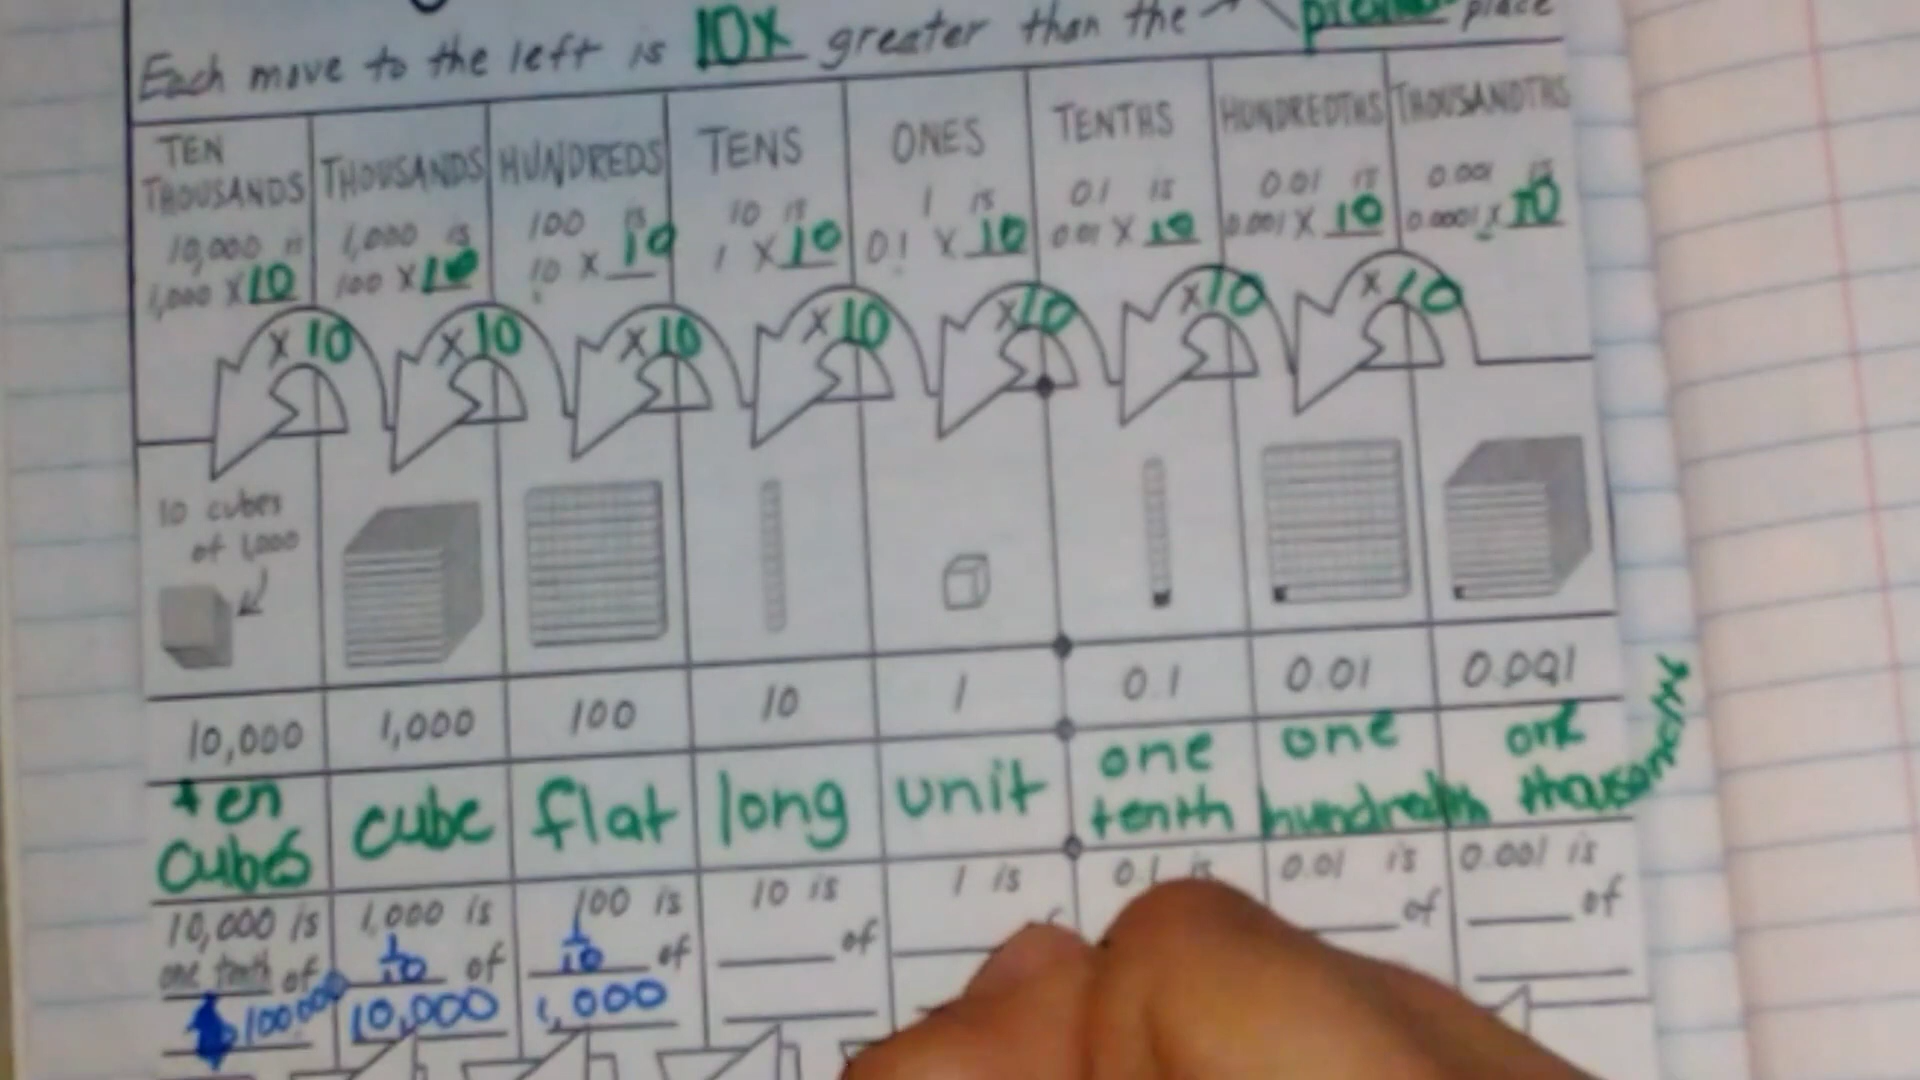 Each move to the left is 10x greater than the place
TEN THOUSANDS
10,000 is
1,000 X 10
THOUSANDS
1,000 is
100 X 10
HUNDREDS
100 is
10 x 10
TENS
10 is
1 X 10
ONES
1 is
0.1 X 10
TENTHS
0.1 is
0.01 X 10
HUNDREDTHS
0.01 is
0.001 X 10
THOUSANDTHS
0.001 is
0.0001 X 10
x 10
x 10
x 10
x 10
x 10
x 10
x 10
10 cubes
of 1,000
10,000
1,000
100
10
1
0.1
0.01
0.001
ten
cubes
cube
flat
long
unit
one
tenth
one
hundredth
one
thousandth
10,000 is
one tenth of
100,000
1,000 is
1/10 of
10,000
100 is
1/10 of
1,000
10 is
of
1 is
of
0.1 is
0.01 is
of
0.001 is
of